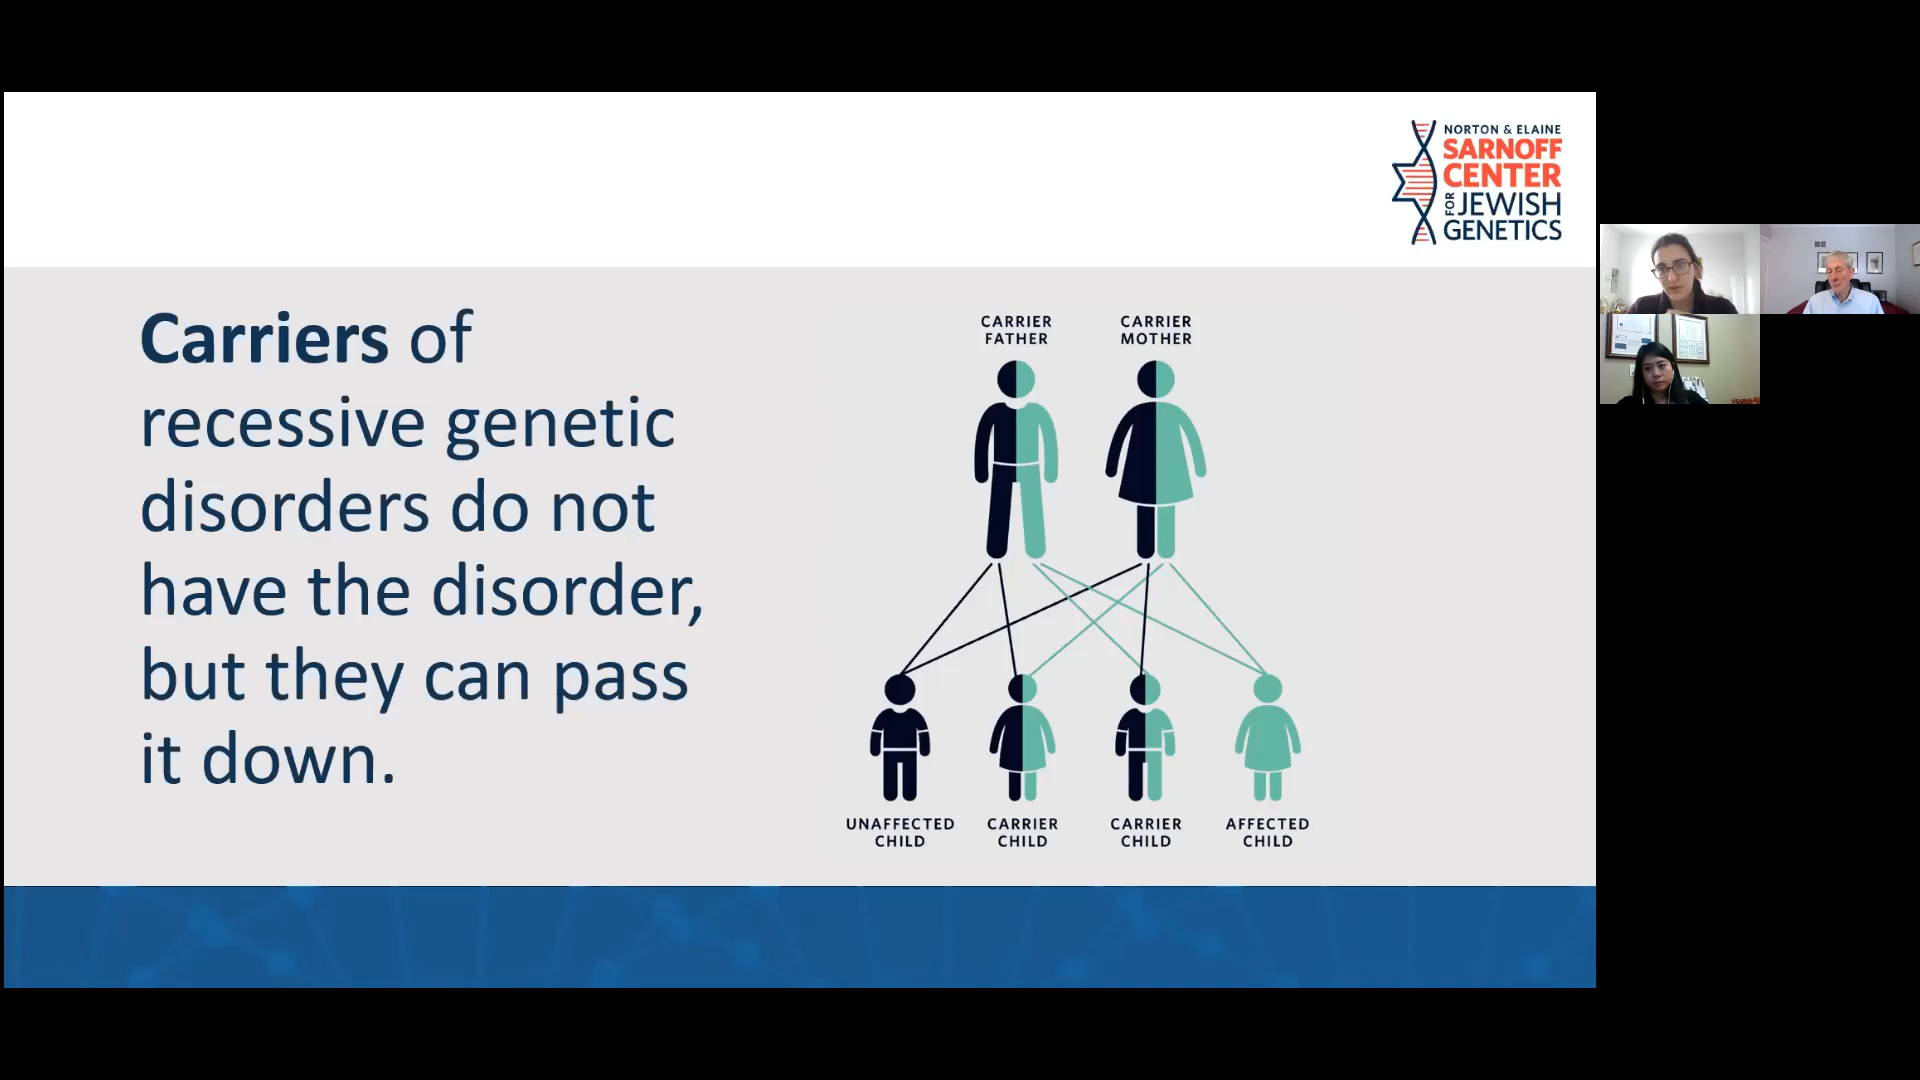 NORTON & ELAINE
SARNOFF
CENTER
FOR JEWISH
GENETICS
Carriers of
recessive genetic
disorders do not
have the disorder,
but they can pass
it down.
CARRIER
FATHER
CARRIER
MOTHER
UNAFFECTED
CHILD
CARRIER
CHILD
CARRIER
CHILD
AFFECTED
CHILD